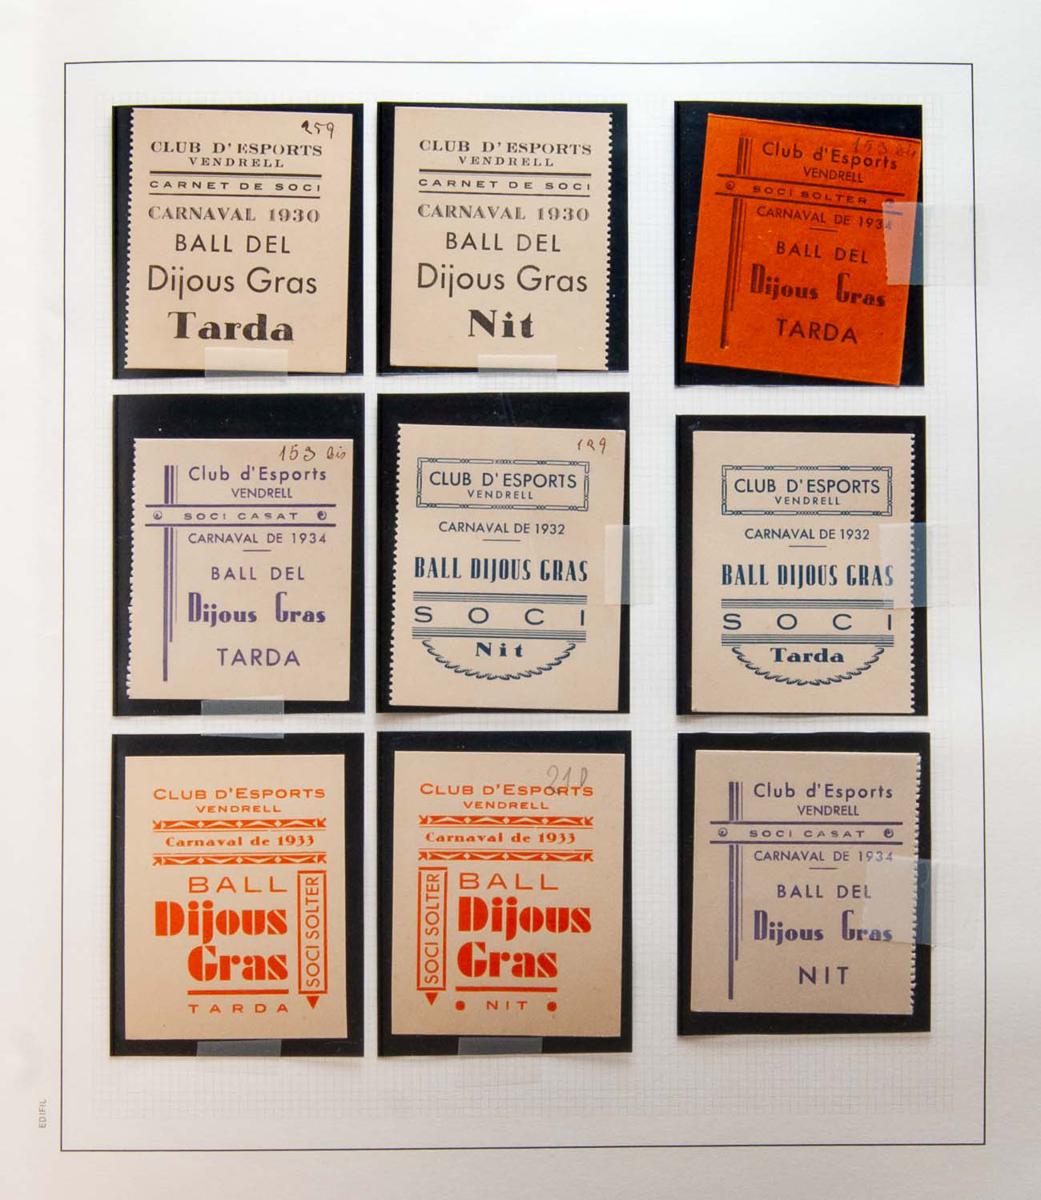 259
CLUB D'ESPORTS
VENDRELL
CARNET DE SOCI
CARNAVAL 1930
BALL DEL
Dijous Gras
Tarda
CLUB D'ESPORTS
VENDRELL
CARNET DE SOCI
CARNAVAL 1930
BALL DEL
Dijous Gras
Nit
153 bis
Club d'Esports
VENDRELL
SOCI SOLTER
CARNAVAL DE 1934
BALL DEL
Dijous Gras
TARDA
153 bis
Club d'Esports
VENDRELL
SOCI CASAT
CARNAVAL DE 1934
BALL DEL
Dijous Gras
TARDA
199
CLUB D'ESPORTS
VENDRELL
CARNAVAL DE 1932
BALL DIJOUS GRAS
SOCI
Nit
CLUB D'ESPORTS
VENDRELL
CARNAVAL DE 1932
BALL DIJOUS GRAS
SOCI
Tarda
CLUB D'ESPORTS
VENDRELL
Carnaval de 1933
BALL
Dijous
Gras
SOCI SOLTER
TARDA
CLUB D'ESPORTS
VENDRELL
Carnaval de 1933
SOCI SOLTER
BALL
Dijous
Gras
• NIT •
Club d'Esports
VENDRELL
SOCI CASAT
CARNAVAL DE 1934
BALL DEL
Dijous Gras
NIT
EDIFIL